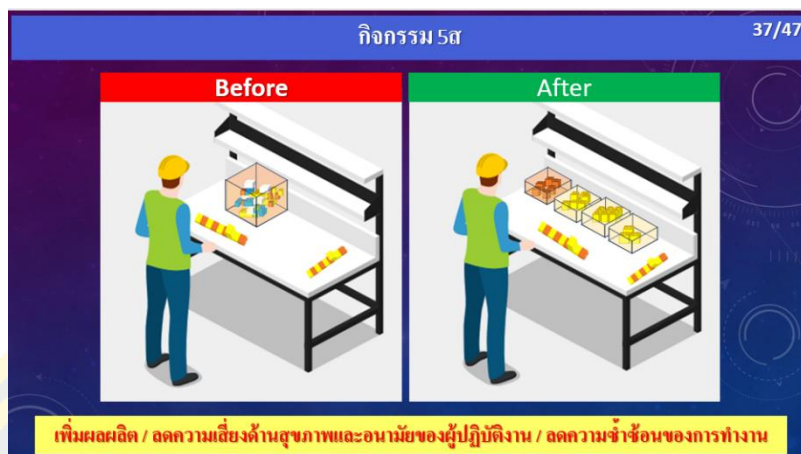 กิจกรรม 5ส
37/47
Before
After
เพิ่มผลผลิต / ลดความเสี่ยงด้านสุขภาพและอนามัยของผู้ปฏิบัติงาน / ลดความซ้ำซ้อนของการทำงาน